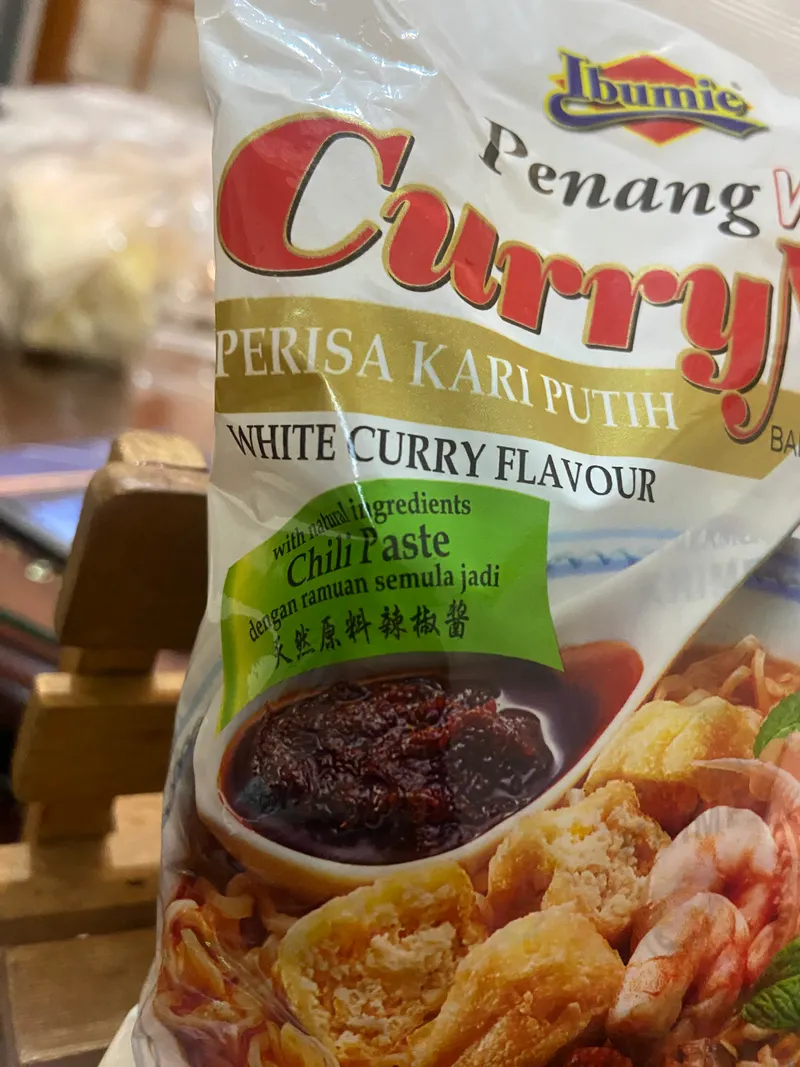 Ibumie
Penang
Curry
PERISA KARI PUTIH
WHITE CURRY FLAVOUR
with natural ingredients
Chili Paste
dengan ramuan semula jadi
天然原料辣椒醬